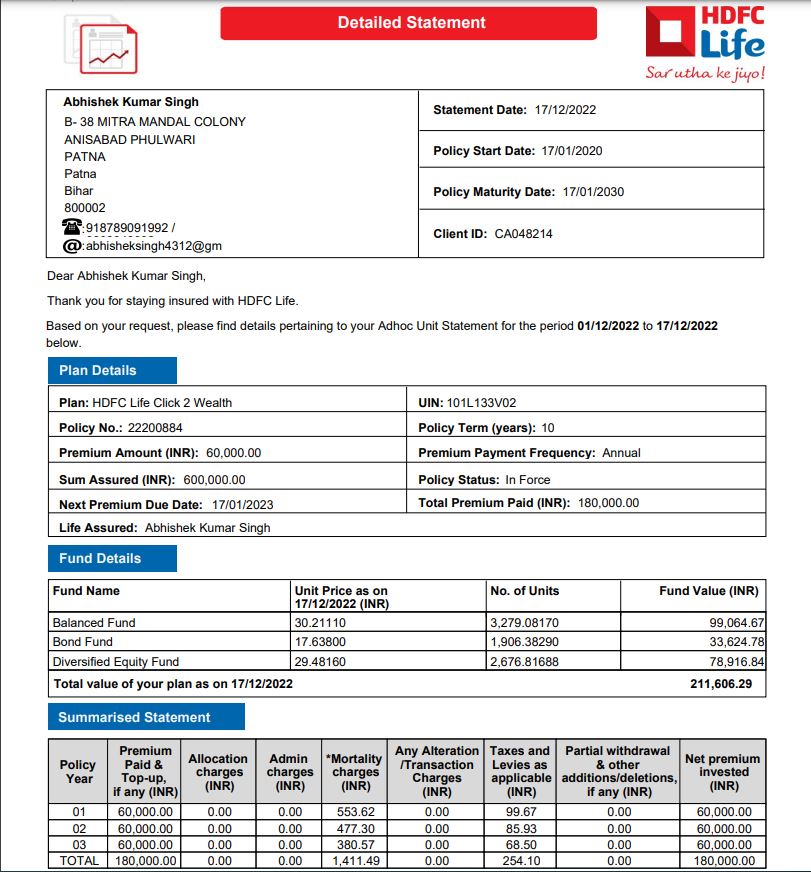 Detailed Statement
HDFC
Life
Sar utha ke jiyo!
Abhishek Kumar Singh
B- 38 MITRA MANDAL COLONY
ANISABAD PHULWARI
PATNA
Patna
Bihar
800002
:918789091992 /
@:abhisheksingh4312@gm
Statement Date: 17/12/2022
Policy Start Date: 17/01/2020
Policy Maturity Date: 17/01/2030
Client ID: CA048214
Dear Abhishek Kumar Singh,
Thank you for staying insured with HDFC Life.
Based on your request, please find details pertaining to your Adhoc Unit Statement for the period 01/12/2022 to 17/12/2022
below.
Plan Details
Plan: HDFC Life Click 2 Wealth UIN: 101L133V02
Policy No.: 22200884 Policy Term (years): 10
Premium Amount (INR): 60,000.00 Premium Payment Frequency: Annual
Sum Assured (INR): 600,000.00 Policy Status: In Force
Next Premium Due Date: 17/01/2023 Total Premium Paid (INR): 180,000.00
Life Assured: Abhishek Kumar Singh
Fund Details
Fund Name Unit Price as on No. of Units Fund Value (INR)
17/12/2022 (INR)
Balanced Fund 30.21110 3,279.08170 99,064.67
Bond Fund 17.63800 1,906.38290 33,624.78
Diversified Equity Fund 29.48160 2,676.81688 78,916.84
Total value of your plan as on 17/12/2022 211,606.29
Summarised Statement
Policy
Year
Premium
Paid &
Top-up,
if any (INR)
Allocation
charges
(INR)
Admin
charges
(INR)
*Mortality
charges
(INR)
Any Alteration
/Transaction
Charges
(INR)
Taxes and
Levies as
applicable
(INR)
Partial withdrawal
& other
additions/deletions,
if any (INR)
Net premium
invested
(INR)
01 60,000.00 0.00 0.00 553.62 0.00 99.67 0.00 60,000.00
02 60,000.00 0.00 0.00 477.30 0.00 85.93 0.00 60,000.00
03 60,000.00 0.00 0.00 380.57 0.00 68.50 0.00 60,000.00
TOTAL 180,000.00 0.00 0.00 1,411.49 0.00 254.10 0.00 180,000.00